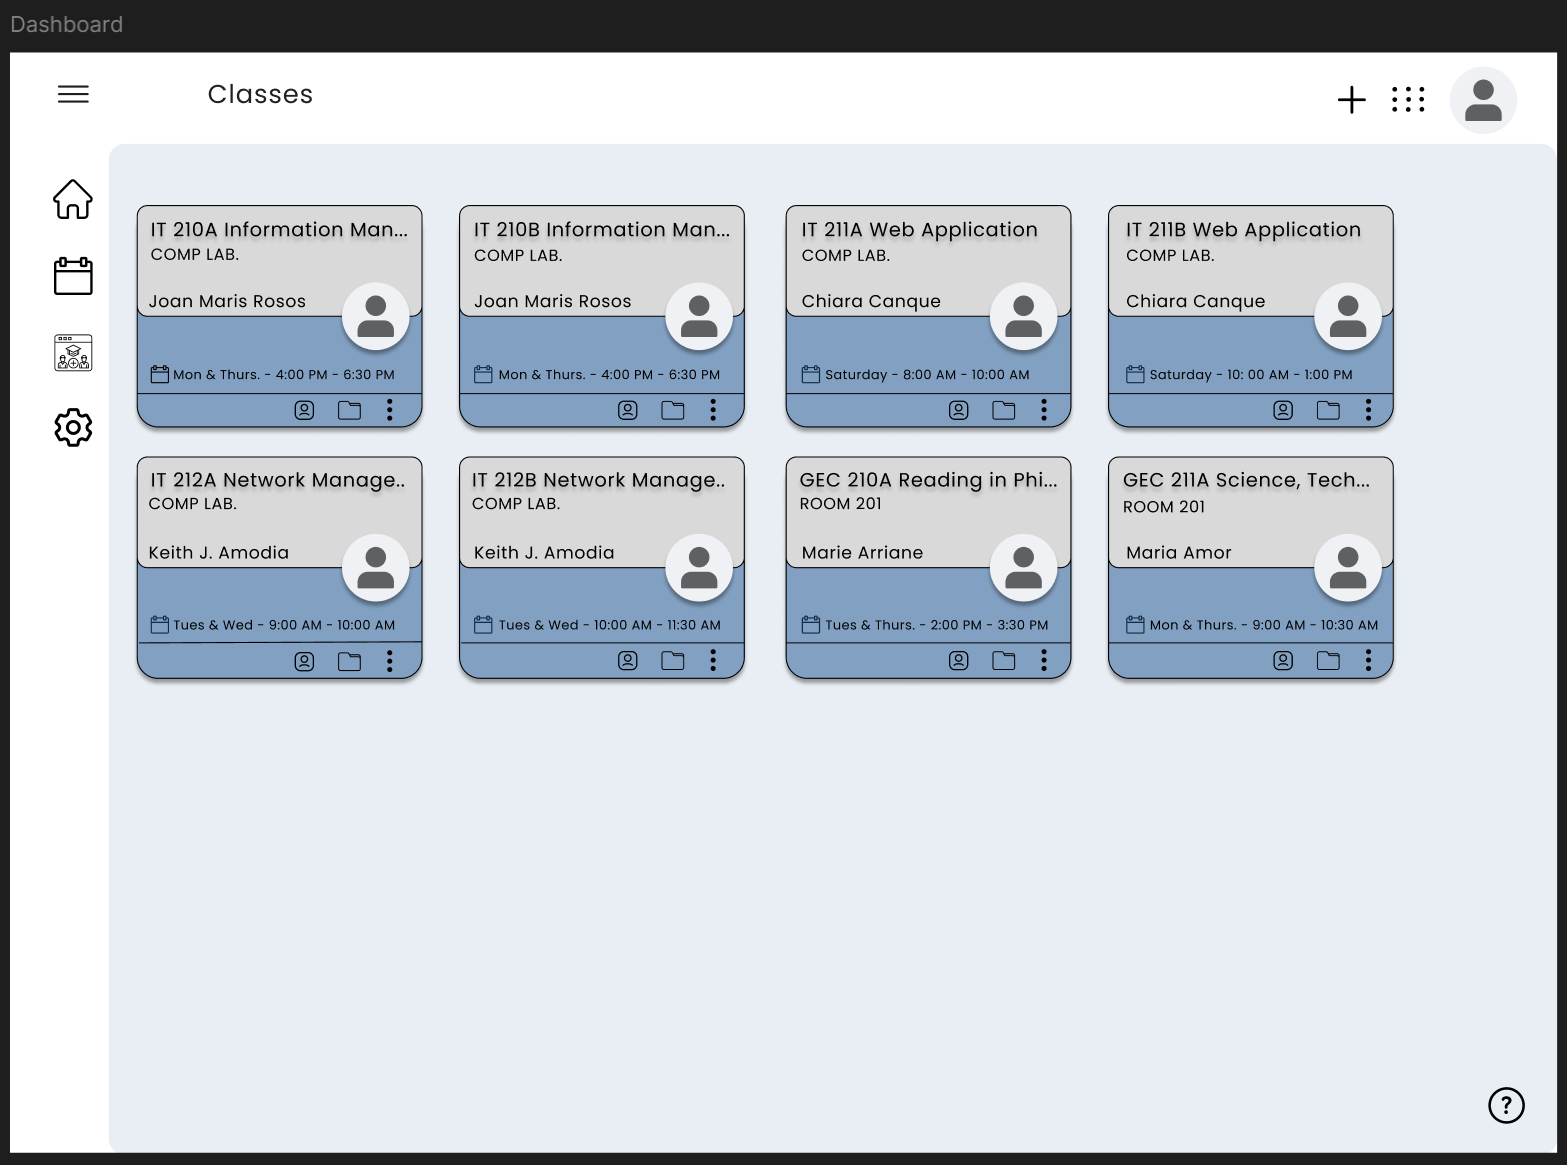 Dashboard
Classes
IT 210A Information Man...
COMP LAB.
Joan Maris Rosos
Mon & Thurs. - 4:00 PM - 6:30 PM
IT 210B Information Man...
COMP LAB.
Joan Maris Rosos
Mon & Thurs. - 4:00 PM - 6:30 PM
IT 211A Web Application
COMP LAB.
Chiara Canque
Saturday - 8:00 AM - 10:00 AM
IT 211B Web Application
COMP LAB.
Chiara Canque
Saturday - 10: 00 AM - 1:00 PM
IT 212A Network Manage..
COMP LAB.
Keith J. Amodia
Tues & Wed - 9:00 AM - 10:00 AM
IT 212B Network Manage..
COMP LAB.
Keith J. Amodia
Tues & Wed - 10:00 AM - 11:30 AM
GEC 210A Reading in Phi...
ROOM 201
Marie Arriane
Tues & Thurs. - 2:00 PM - 3:30 PM
GEC 211A Science, Tech...
ROOM 201
Maria Amor
Mon & Thurs. - 9:00 AM - 10:30 AM
?